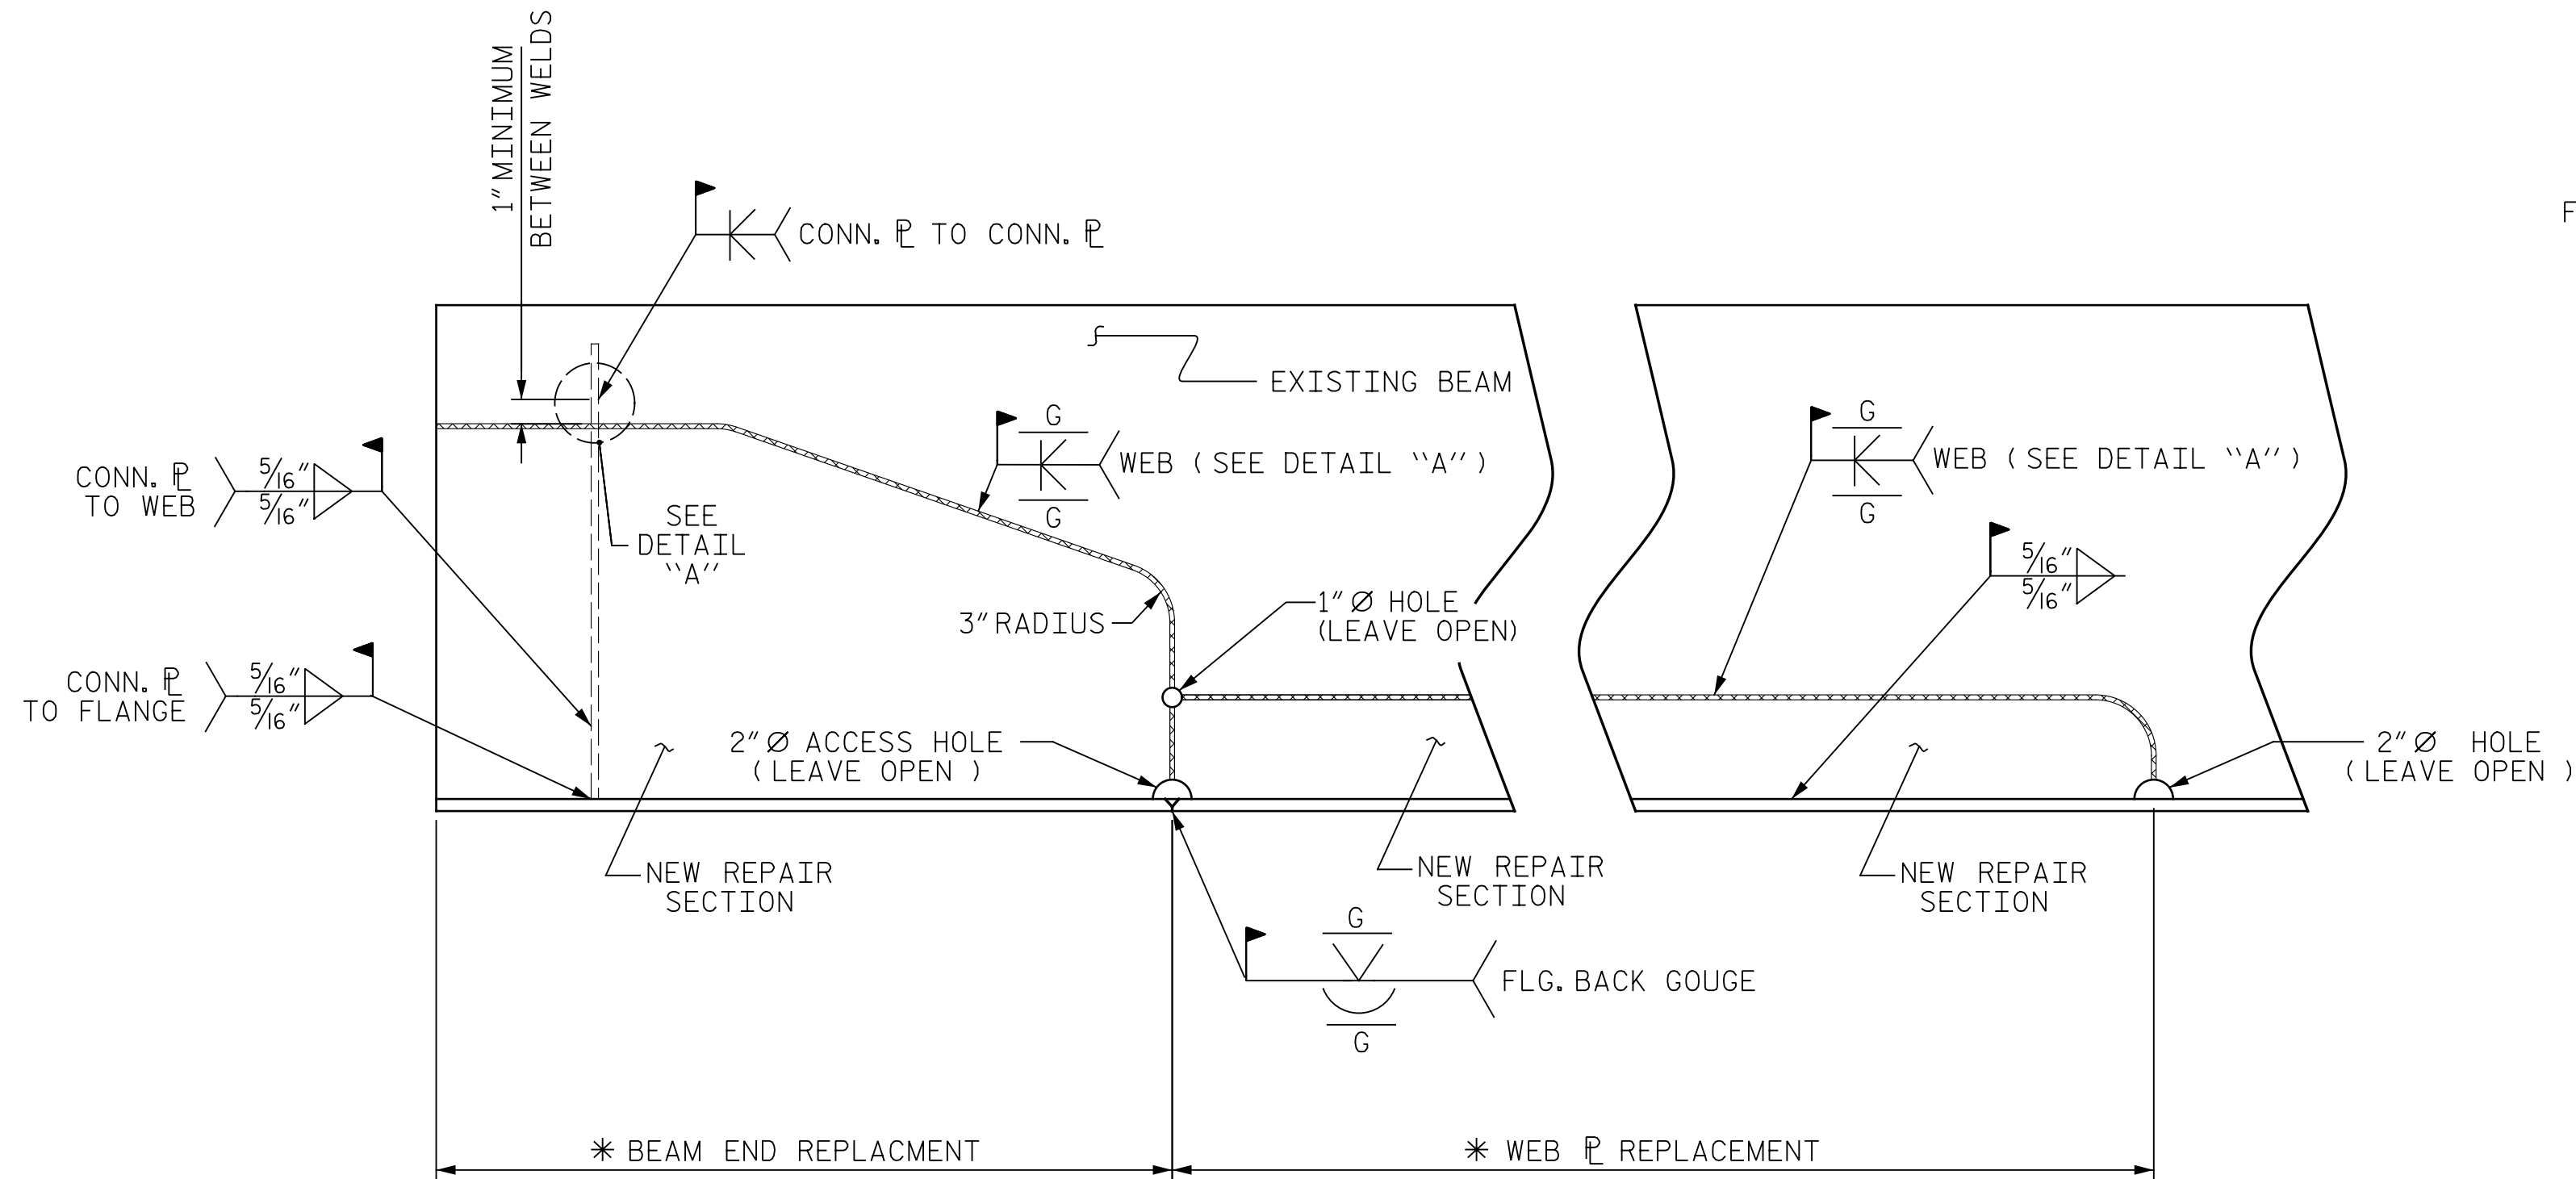 1" MINIMUM
BETWEEN WELDS
CONN. ℄ TO CONN. ℄
F
EXISTING BEAM
G
WEB (SEE DETAIL "A")
G
G
WEB (SEE DETAIL "A")
G
CONN. ℄
TO WEB
5/16"
5/16"
SEE
DETAIL
"A"
5/16"
5/16"
3" RADIUS
1" Ø HOLE
(LEAVE OPEN)
CONN. ℄
TO FLANGE
5/16"
5/16"
2" Ø ACCESS HOLE
(LEAVE OPEN)
2" Ø HOLE
(LEAVE OPEN)
NEW REPAIR
SECTION
NEW REPAIR
SECTION
NEW REPAIR
SECTION
G
FLG. BACK GOUGE
G
* BEAM END REPLACMENT
* WEB ℄ REPLACEMENT